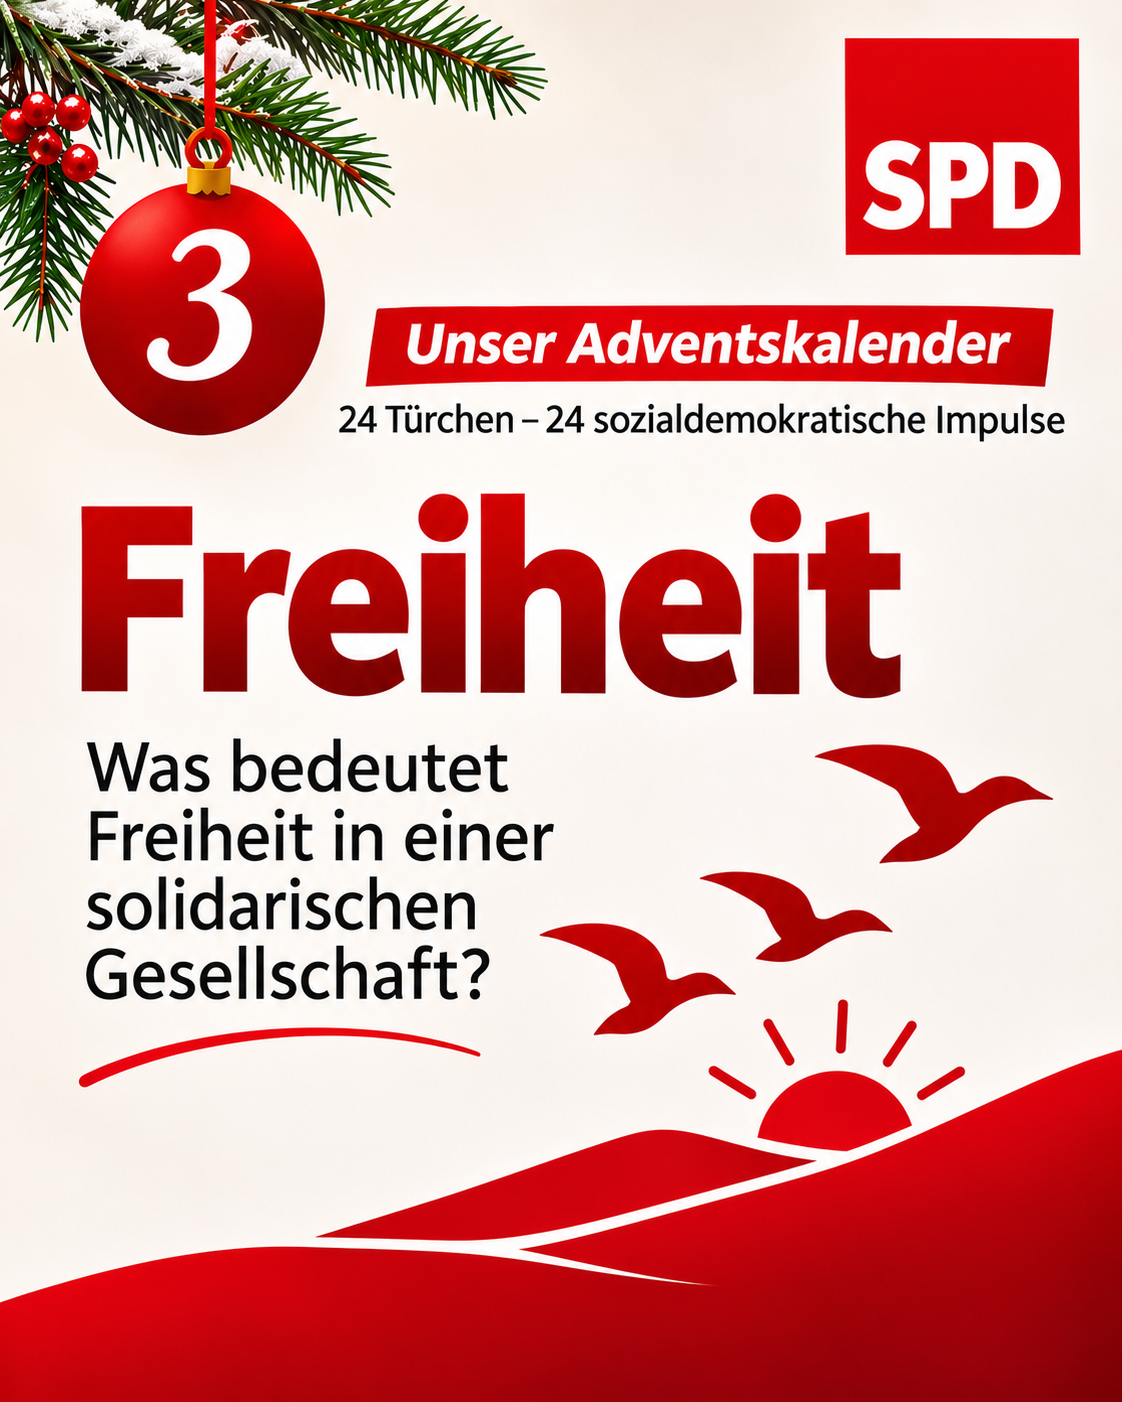 SPD
3
Unser Adventskalender
24 Türchen – 24 sozialdemokratische Impulse
Freiheit
Was bedeutet
Freiheit in einer
solidarischen
Gesellschaft?